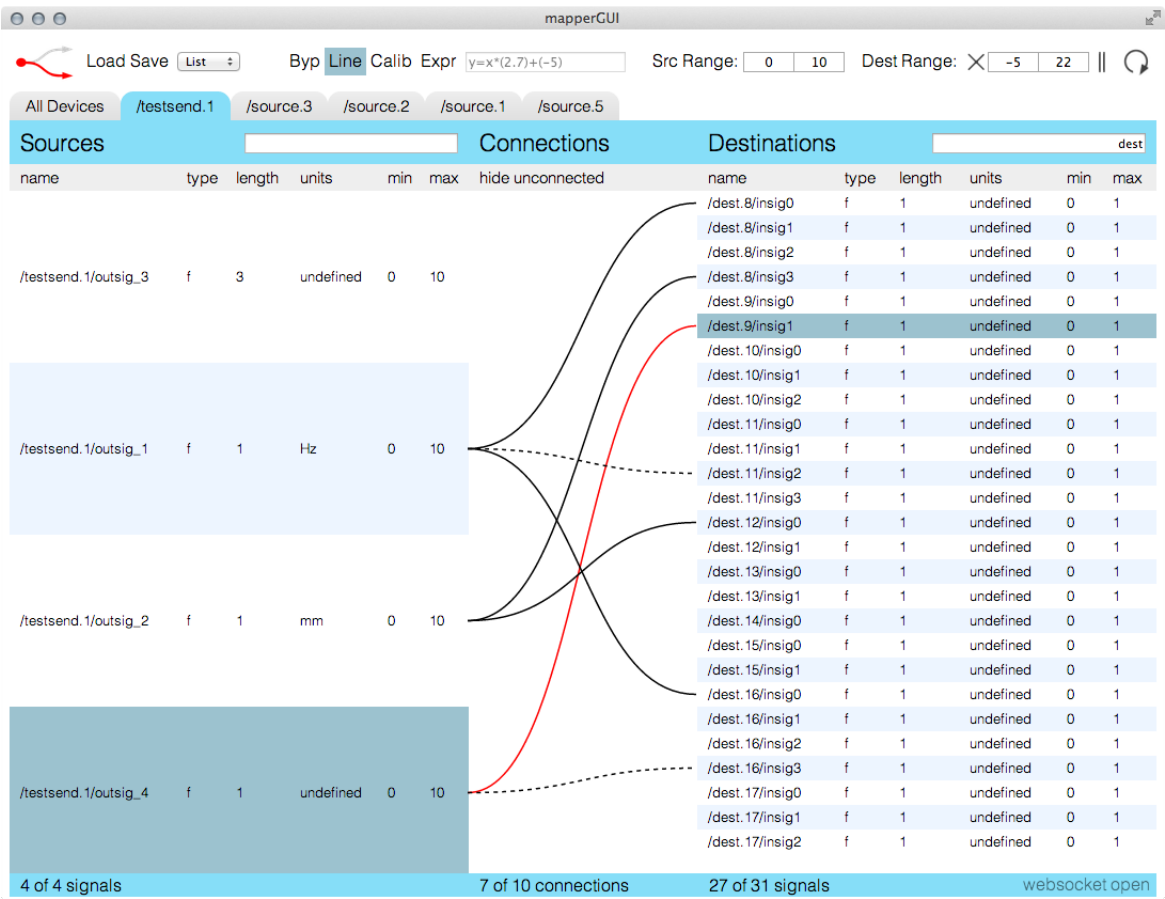 mapperGUI
Load Save List Byp Line Calib Expr y=x*(2.7)+(-5) Src Range: 0 10 Dest Range: -5 22
All Devices /testsend.1 /source.3 /source.2 /source.1 /source.5
Sources Connections Destinations dest
name type length units min max hide unconnected name type length units min max
/dest.8/insig0 f 1 undefined 0 1
/dest.8/insig1 f 1 undefined 0 1
/dest.8/insig2 f 1 undefined 0 1
/testsend.1/outsig_3 f 3 undefined 0 10 /dest.8/insig3 f 1 undefined 0 1
/dest.9/insig0 f 1 undefined 0 1
/dest.9/insig1 f 1 undefined 0 1
/dest.10/insig0 f 1 undefined 0 1
/dest.10/insig1 f 1 undefined 0 1
/dest.10/insig2 f 1 undefined 0 1
/dest.11/insig0 f 1 undefined 0 1
/testsend.1/outsig_1 f 1 Hz 0 10 /dest.11/insig1 f 1 undefined 0 1
/dest.11/insig2 f 1 undefined 0 1
/dest.11/insig3 f 1 undefined 0 1
/dest.12/insig0 f 1 undefined 0 1
/dest.12/insig1 f 1 undefined 0 1
/dest.13/insig0 f 1 undefined 0 1
/dest.13/insig1 f 1 undefined 0 1
/testsend.1/outsig_2 f 1 mm 0 10 /dest.14/insig0 f 1 undefined 0 1
/dest.15/insig0 f 1 undefined 0 1
/dest.15/insig1 f 1 undefined 0 1
/dest.16/insig0 f 1 undefined 0 1
/dest.16/insig1 f 1 undefined 0 1
/dest.16/insig2 f 1 undefined 0 1
/dest.16/insig3 f 1 undefined 0 1
/testsend.1/outsig_4 f 1 undefined 0 10 /dest.17/insig0 f 1 undefined 0 1
/dest.17/insig1 f 1 undefined 0 1
/dest.17/insig2 f 1 undefined 0 1
4 of 4 signals 7 of 10 connections 27 of 31 signals websocket open